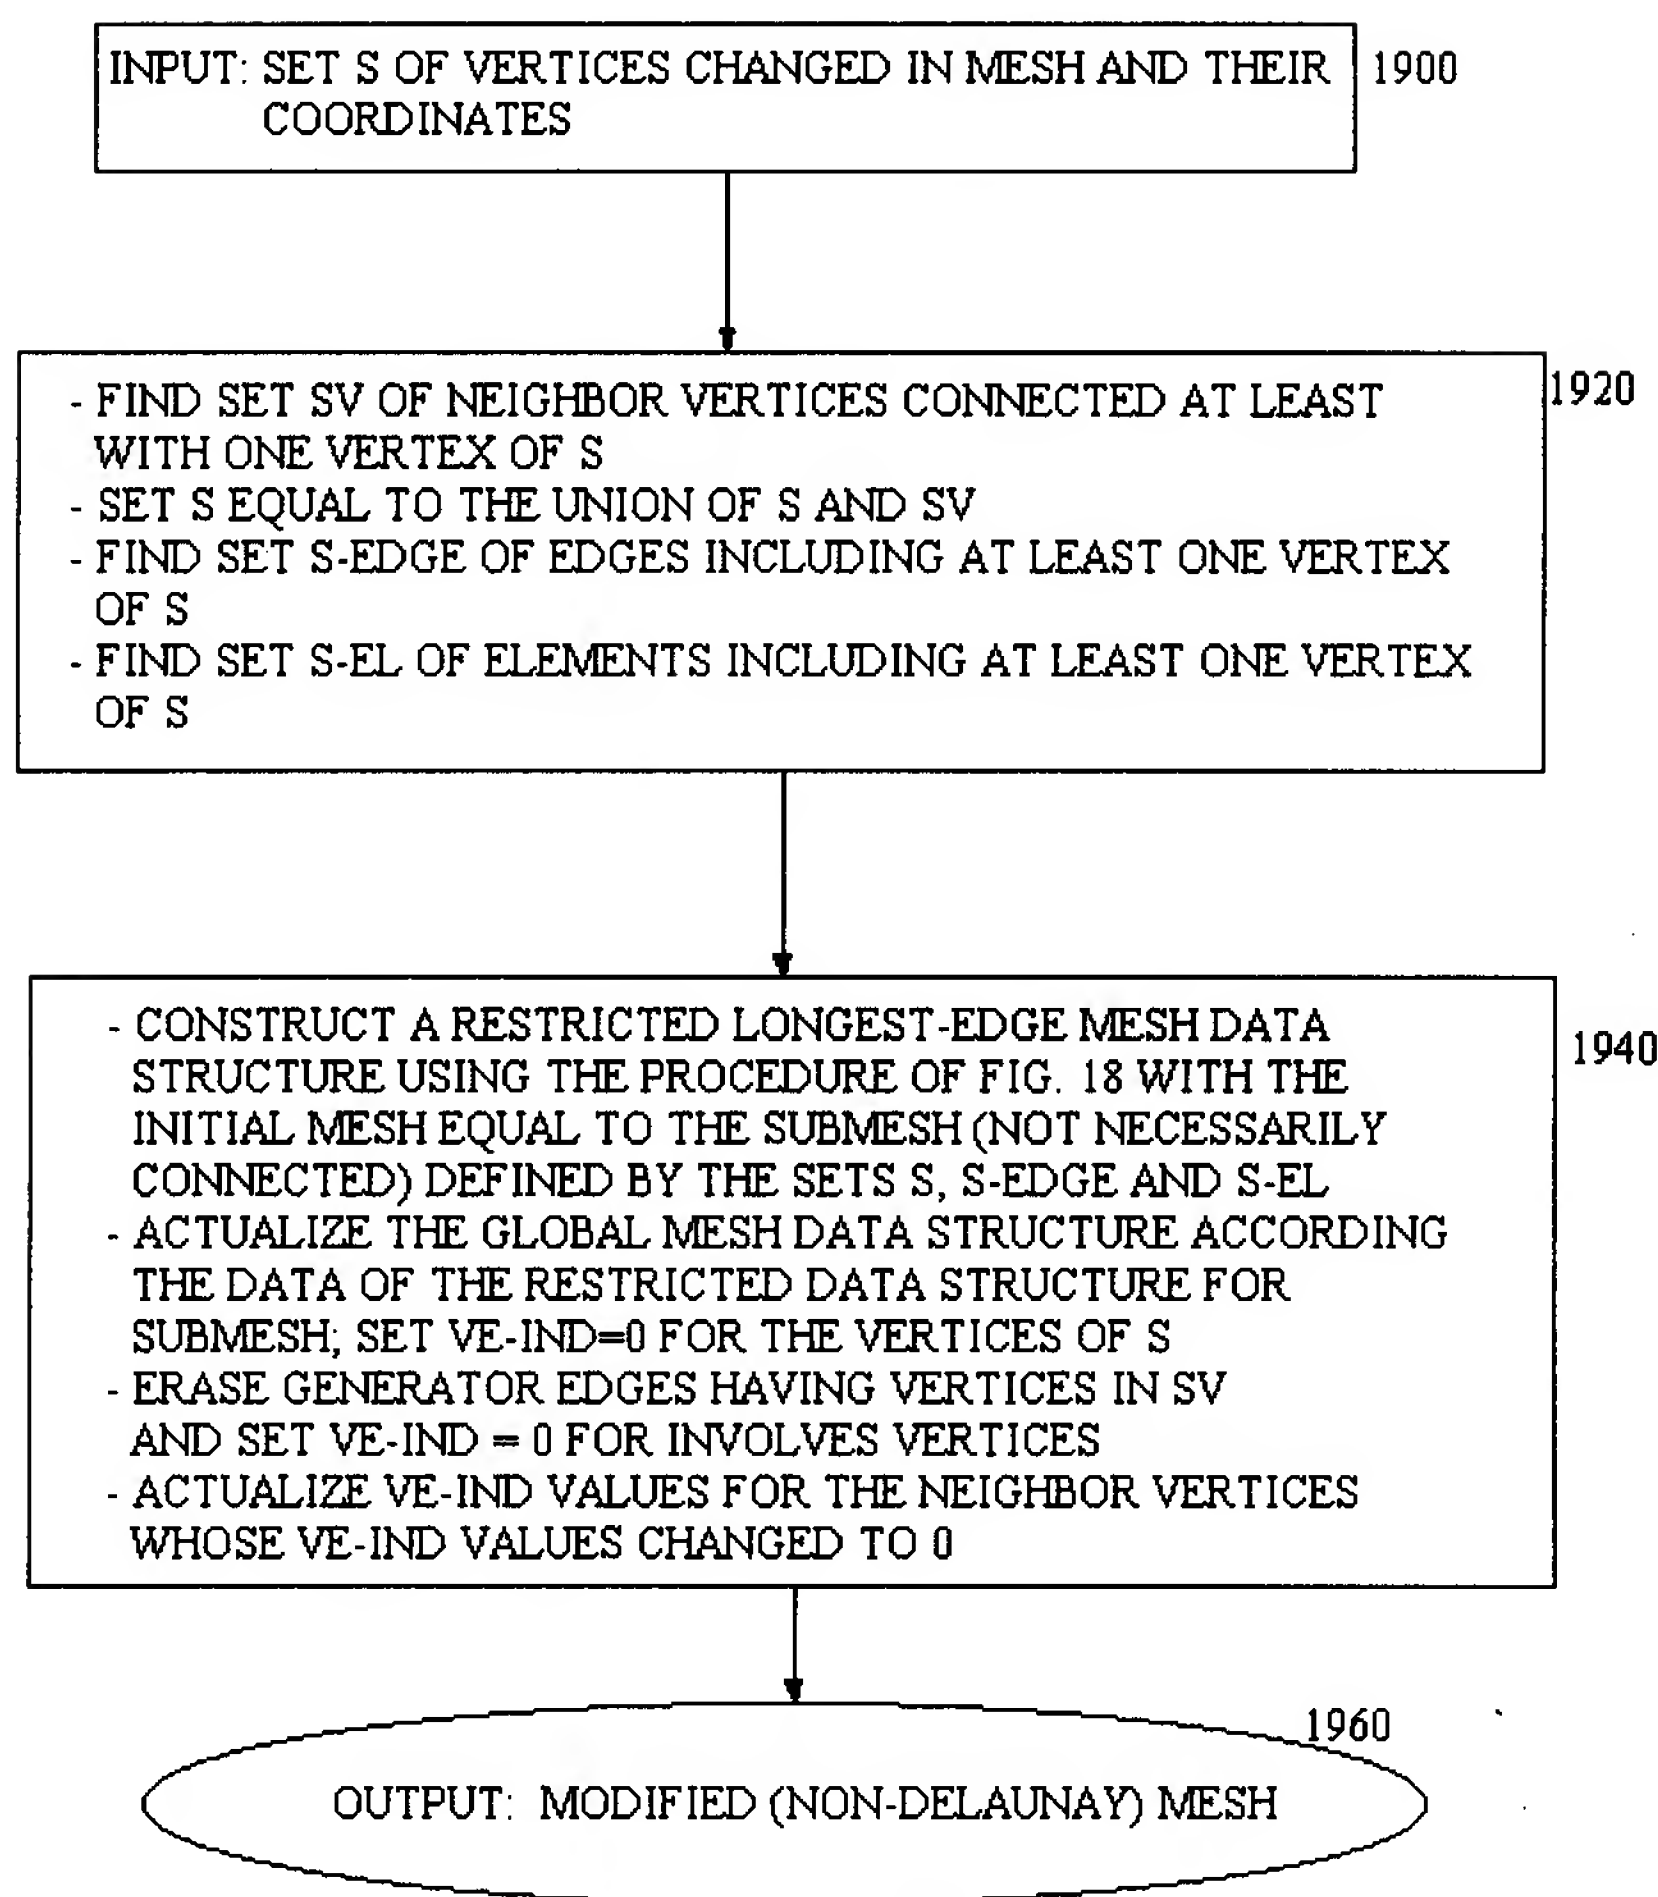 INPUT: SET S OF VERTICES CHANGED IN MESH AND THEIR
COORDINATES
1900
1920
- FIND SET SV OF NEIGHBOR VERTICES CONNECTED AT LEAST
WITH ONE VERTEX OF S
- SET S EQUAL TO THE UNION OF S AND SV
- FIND SET S-EDGE OF EDGES INCLUDING AT LEAST ONE VERTEX
OF S
- FIND SET S-EL OF ELEMENTS INCLUDING AT LEAST ONE VERTEX
OF S
1940
- CONSTRUCT A RESTRICTED LONGEST-EDGE MESH DATA
STRUCTURE USING THE PROCEDURE OF FIG. 18 WITH THE
INITIAL MESH EQUAL TO THE SUBMESH (NOT NECESSARILY
CONNECTED) DEFINED BY THE SETS S, S-EDGE AND S-EL
- ACTUALIZE THE GLOBAL MESH DATA STRUCTURE ACCORDING
THE DATA OF THE RESTRICTED DATA STRUCTURE FOR
SUBMESH; SET VE-IND=0 FOR THE VERTICES OF S
- ERASE GENERATOR EDGES HAVING VERTICES IN SV
AND SET VE-IND = 0 FOR INVOLVES VERTICES
- ACTUALIZE VE-IND VALUES FOR THE NEIGHBOR VERTICES
WHOSE VE-IND VALUES CHANGED TO 0
1960
OUTPUT: MODIFIED (NON-DELAUNAY) MESH